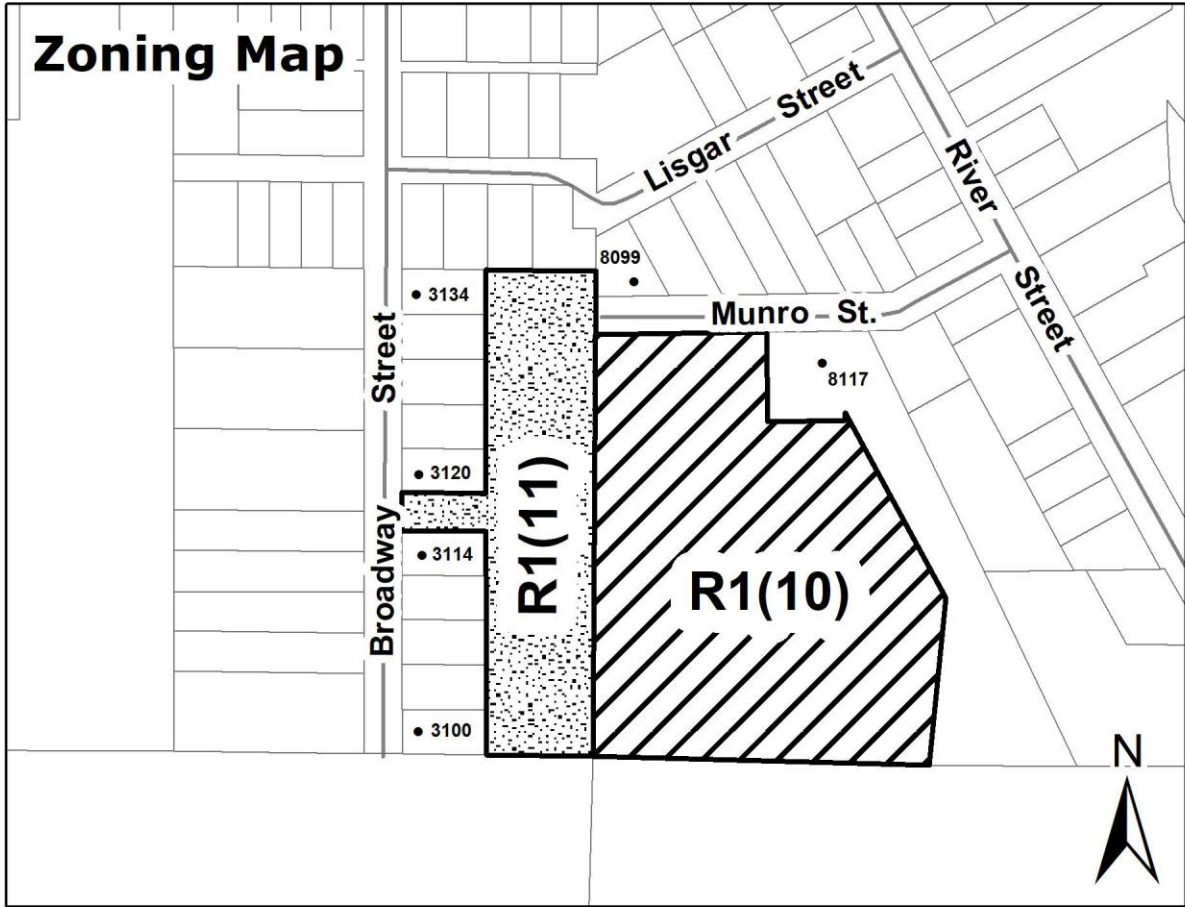 Zoning Map
Lisgar Street
River Street
8099
3134
Munro St.
8117
Broadway Street
3120
R1(11)
3114
R1(10)
3100
N